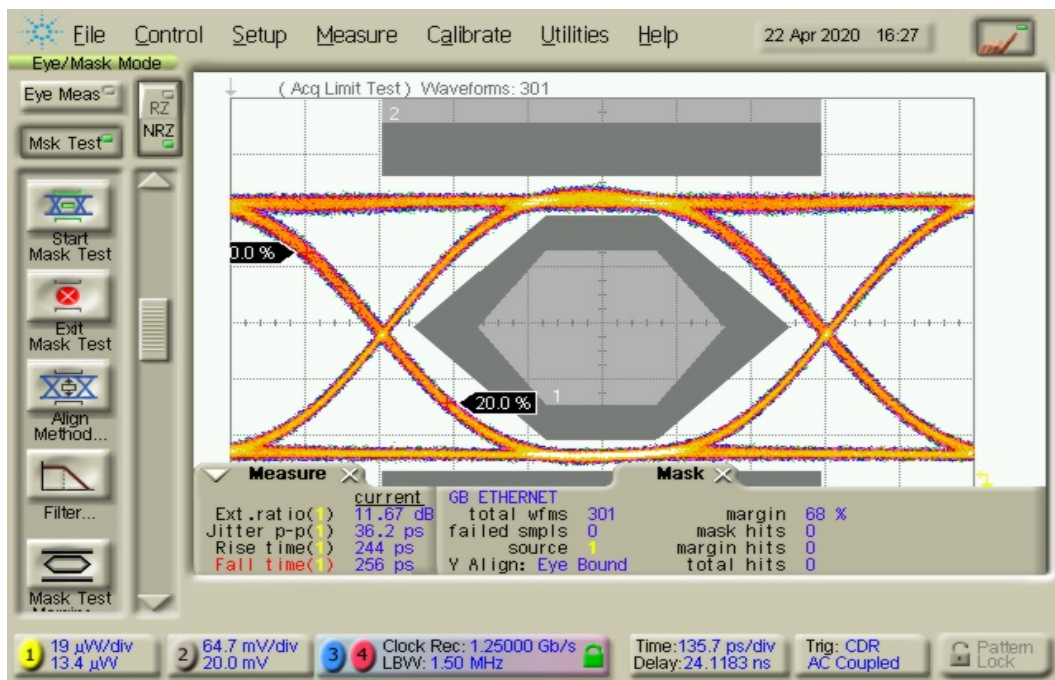 File Control Setup Measure Calibrate Utilities Help 22 Apr 2020 16:27
Eye/Mask Mode
Eye Meas
RZ
NRZ
Msk Test
Start
Mask Test
Exit
Mask Test
Align
Method...
Filter...
Mask Test
(Acq Limit Test) Waveforms: 301
2
0.0 %
20.0 %
1
Measure
Mask
current
Ext.ratio(1) 11.67 dB
Jitter p-p(1) 36.2 ps
Rise time(1) 244 ps
Fall time(1) 256 ps
GB ETHERNET
total wfms 301
failed smpls 0
source 1
Y Align: Eye Bound
margin 68 %
mask hits 0
margin hits 0
total hits 0
1 19 µW/div
13.4 µW
2 64.7 mV/div
20.0 mV
3 4 Clock Rec: 1.25000 Gb/s
LBW: 1.50 MHz
Time:135.7 ps/div
Delay:24.1183 ns
Trig: CDR
AC Coupled
Pattern
Lock